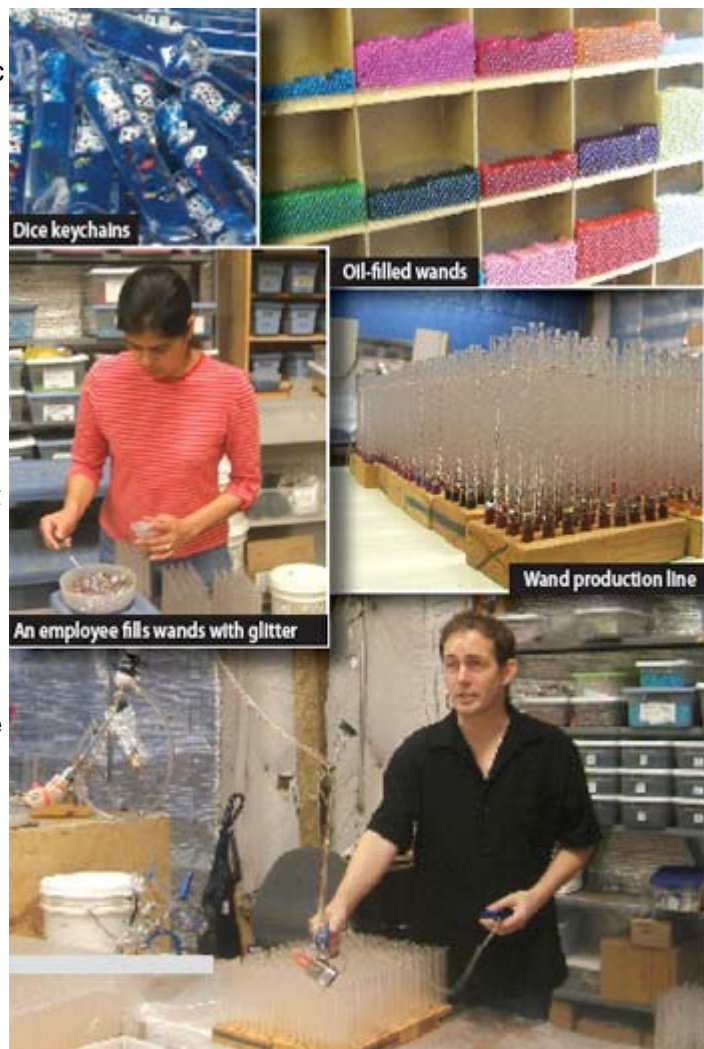 Dice keychains
Oil-filled wands
Wand production line
An employee fills wands with glitter